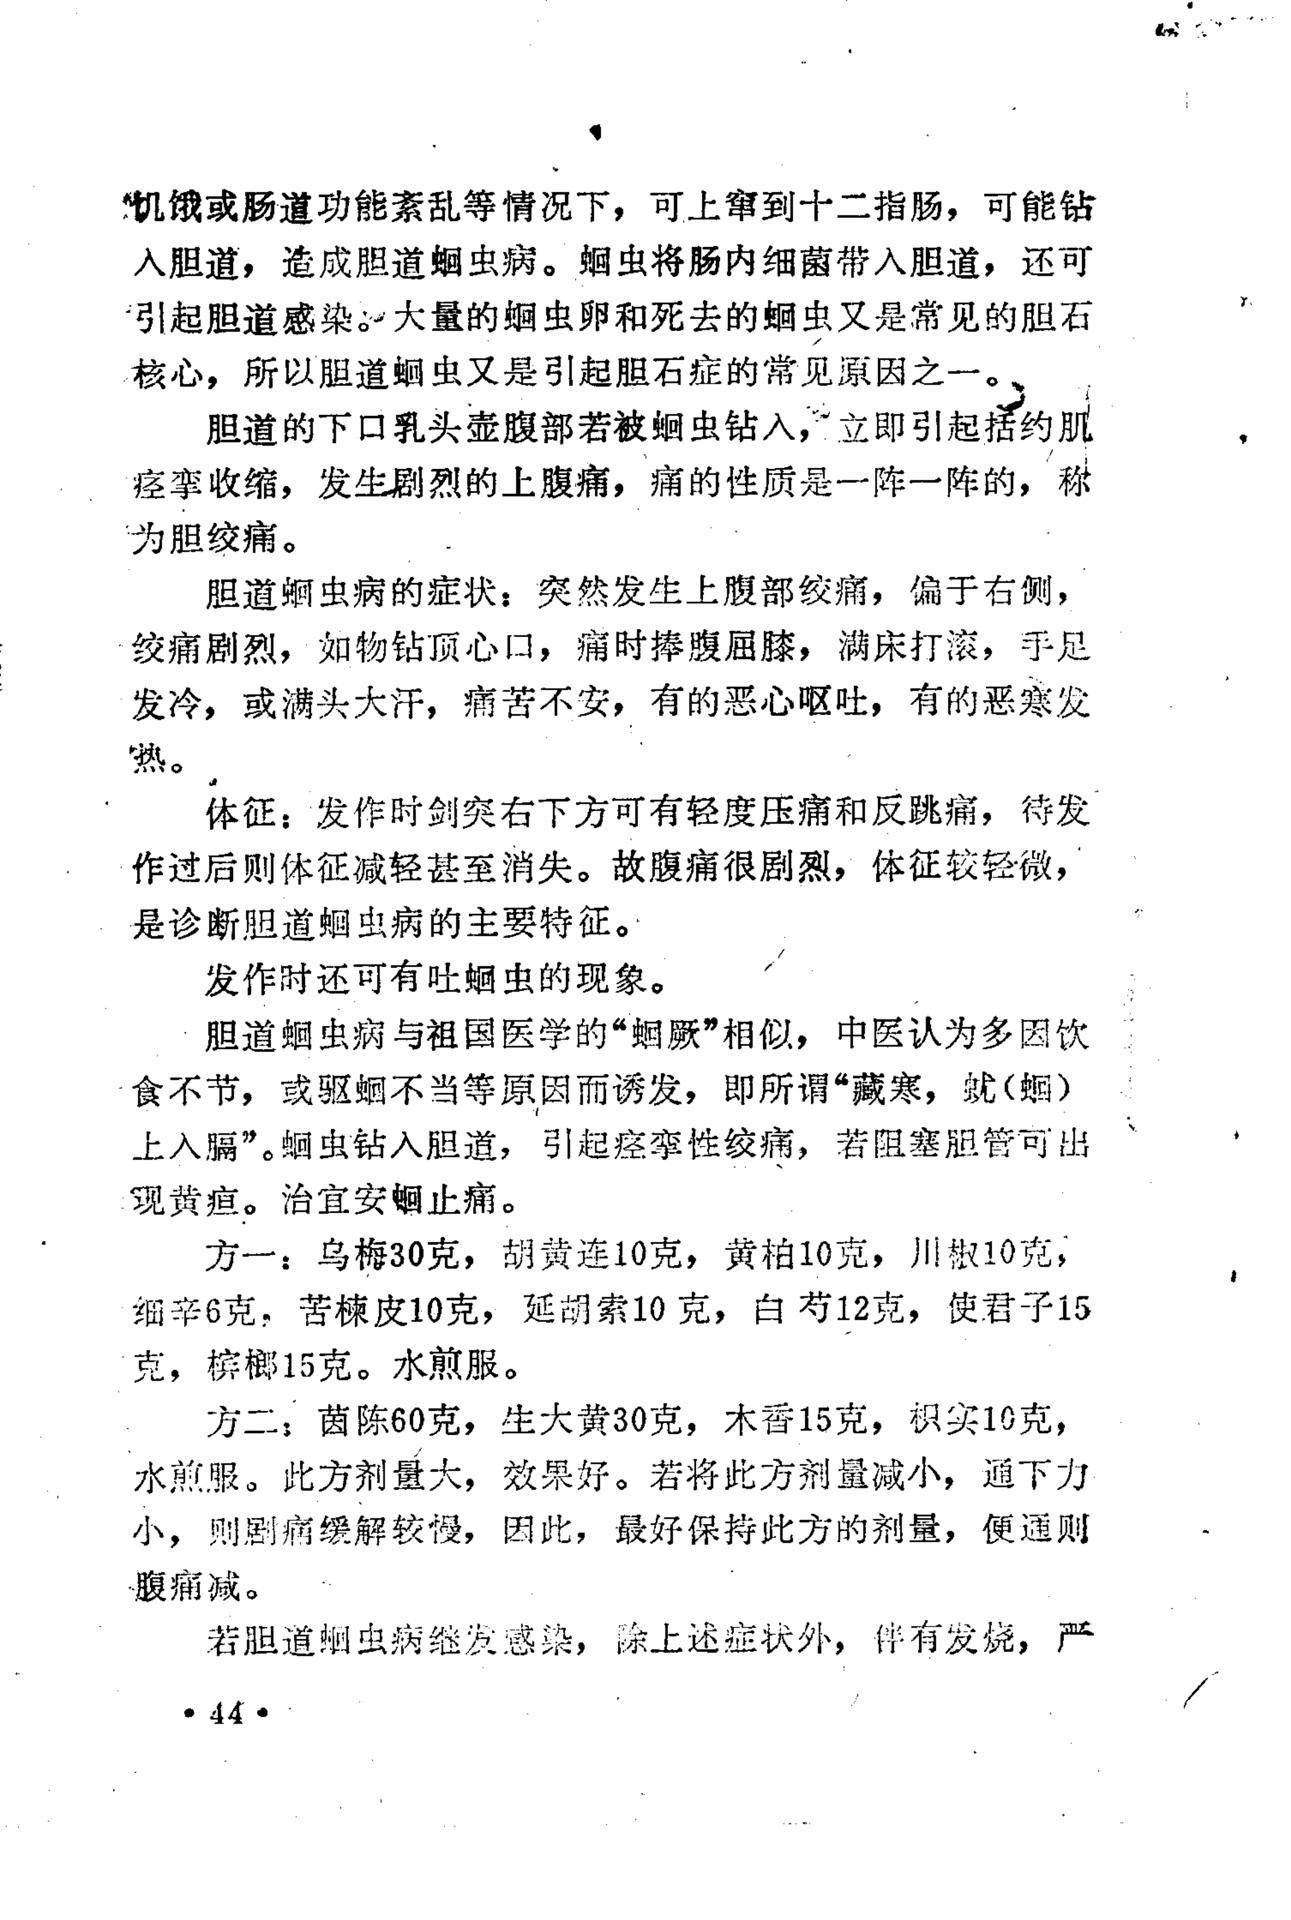 饥饿或肠道功能紊乱等情况下，可上窜到十二指肠，可能钻
入胆道，造成胆道蛔虫病。蛔虫将肠内细菌带入胆道，还可
引起胆道感染。大量的蛔虫卵和死去的蛔虫又是常见的胆石
核心，所以胆道蛔虫又是引起胆石症的常见原因之一。
胆道的下口乳头壶腹部若被蛔虫钻入，立即引起括约肌
痉挛收缩，发生剧烈的上腹痛，痛的性质是一阵一阵的，称
为胆绞痛。
胆道蛔虫病的症状：突然发生上腹部绞痛，偏于右侧，
绞痛剧烈，如物钻顶心口，痛时捧腹屈膝，满床打滚，手足
发冷，或满头大汗，痛苦不安，有的恶心呕吐，有的恶寒发
热。
体征：发作时剑突右下方可有轻度压痛和反跳痛，待发
作过后则体征减轻甚至消失。故腹痛很剧烈，体征较轻微，
是诊断胆道蛔虫病的主要特征。
发作时还可有吐蛔虫的现象。
胆道蛔虫病与祖国医学的“蛔厥”相似，中医认为多因饮
食不节，或驱蛔不当等原因而诱发，即所谓“藏寒，蚘（蛔）
上入膈”。蛔虫钻入胆道，引起痉挛性绞痛，若阻塞胆管可出
现黄疸。治宜安蛔止痛。
方一：乌梅30克，胡黄连10克，黄柏10克，川椒10克，
细辛6克，苦楝皮10克，延胡索10克，白芍12克，使君子15
克，槟榔15克。水煎服。
方二：茵陈60克，生大黄30克，木香15克，枳实10克，
水煎服。此方剂量大，效果好。若将此方剂量减小，通下力
小，则剧痛缓解较慢，因此，最好保持此方的剂量，便通则
腹痛减。
若胆道蛔虫病继发感染，除上述症状外，伴有发烧，严
•44•